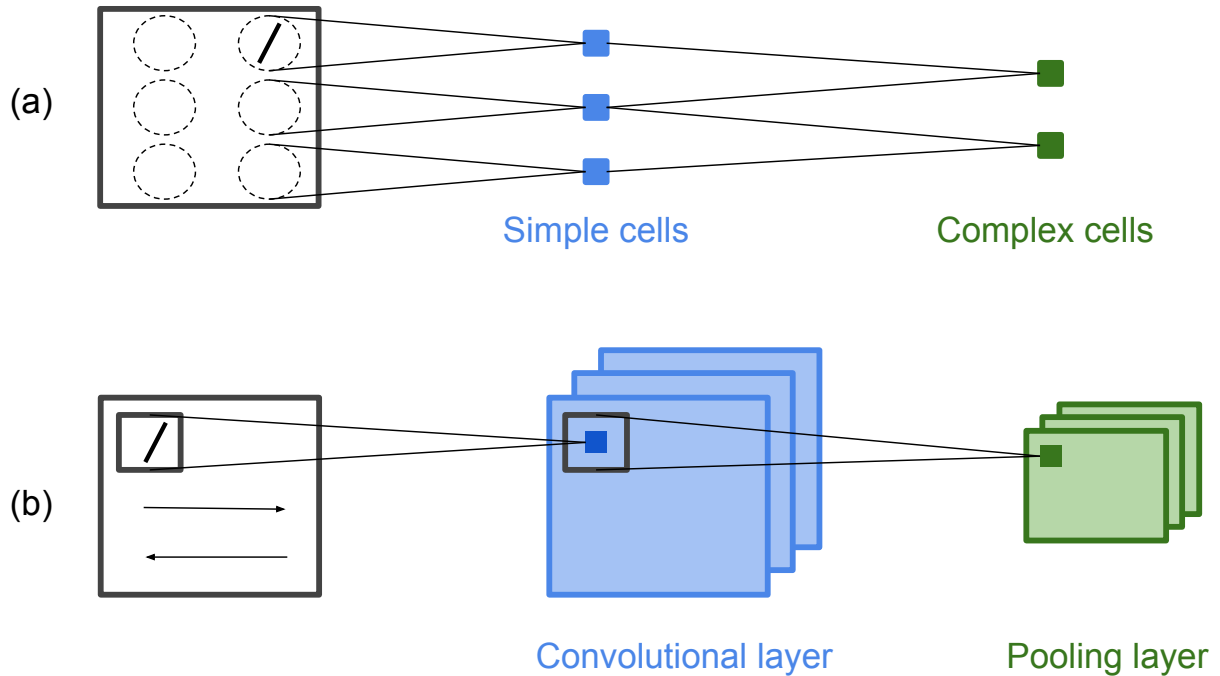 (a)
Simple cells
Complex cells
(b)
Convolutional layer
Pooling layer